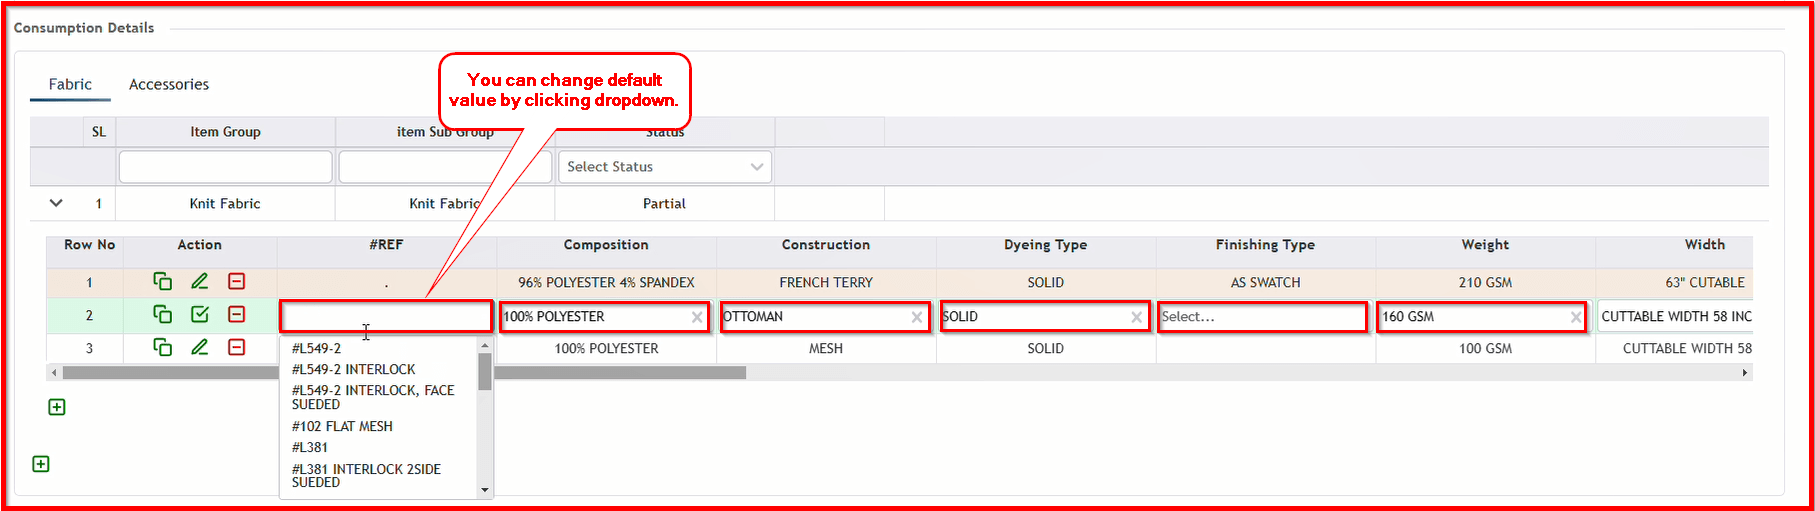 Consumption Details
You can change default
value by clicking dropdown.
Fabric Accessories
SL Item Group item Sub Group Status
Select Status
1 Knit Fabric Knit Fabric Partial
Row No Action #REF Composition Construction Dyeing Type Finishing Type Weight Width
1 . 96% POLYESTER 4% SPANDEX FRENCH TERRY SOLID AS SWATCH 210 GSM 63" CUTABLE
2 100% POLYESTER OTTOMAN SOLID Select... 160 GSM CUTTABLE WIDTH 58 INC
3 100% POLYESTER MESH SOLID 100 GSM CUTTABLE WIDTH 58
#L549-2
#L549-2 INTERLOCK
#L549-2 INTERLOCK, FACE
SUEDED
#102 FLAT MESH
#L381
#L381 INTERLOCK 2SIDE
SUEDED